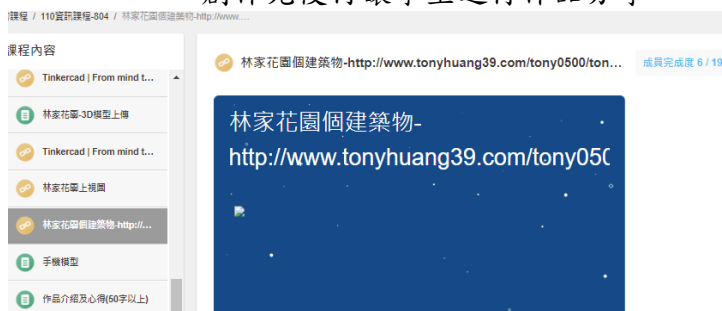 課程 / 110資訊課程-804 / 林家花園個建築物-http://www....
課程內容
Tinkercad | From mind t...
林家花園-3D模型上傳
Tinkercad | From mind t...
林家花園上視圖
林家花園個建築物-http://...
手機模型
作品介紹及心得(50字以上)
林家花園個建築物-http://www.tonyhuang39.com/tony0500/ton...
成員完成度 6 / 19
林家花園個建築物-
http://www.tonyhuang39.com/tony050